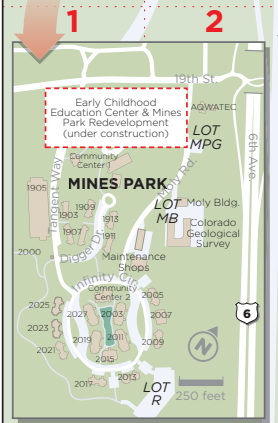 1
2
19th St.
Early Childhood
Education Center & Mines
Park Redevelopment
(under construction)
AQWATEC
LOT
MPG
6th Ave.
Community
Center 1
MINES PARK
Moly Rd.
Tangent Way
1905
1909
1903
1913
1907
1911
LOT
MB
Moly Bldg.
Colorado
Geological
Survey
Digger Dr.
2000
Maintenance
Shops
Infinity Cir.
Community
Center 2
2005
2025
2027
2003
2007
6
2023
2019
2011
2009
2021
2015
N
2017
2013
LOT
R
250 feet